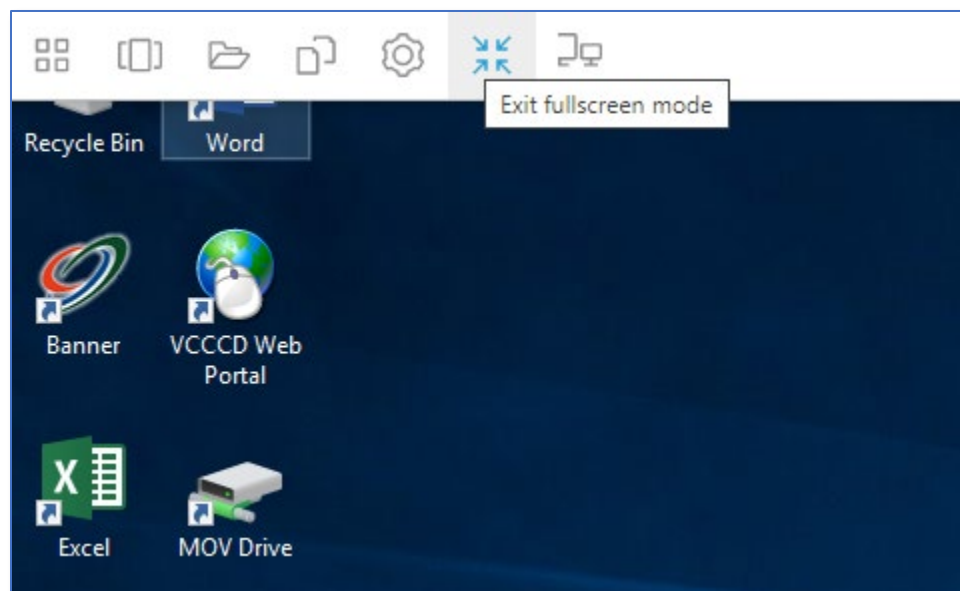 Exit fullscreen mode
Recycle Bin
Word
Banner
VCCCD Web
Portal
X
Excel
MOV Drive